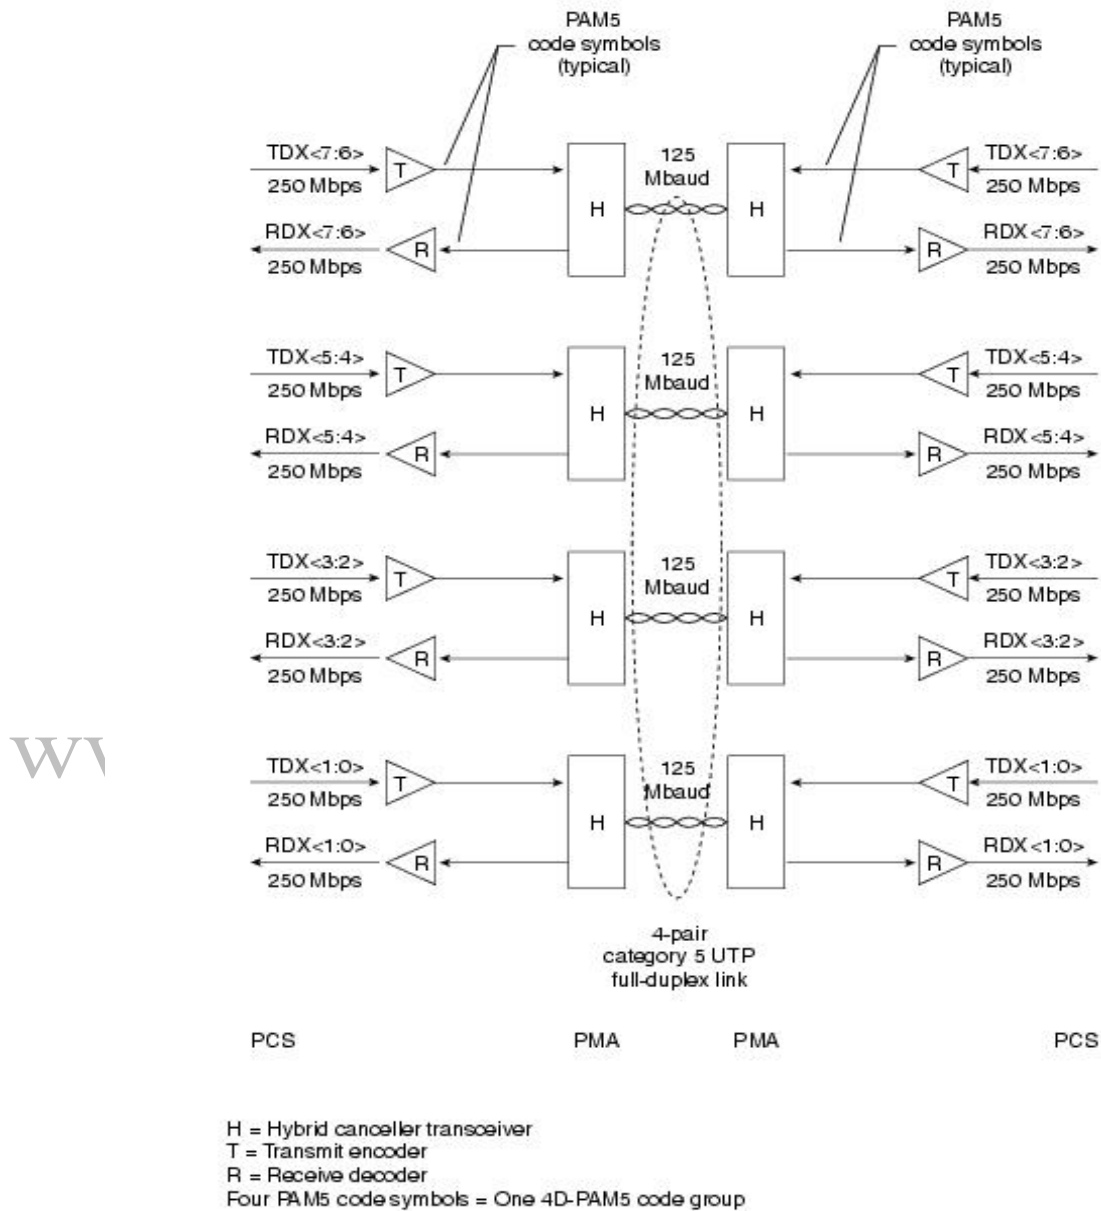 PAM5
code symbols
(typical)
PAM5
code symbols
(typical)
TDX<7:6>
250 Mbps
T
125
Mbaud
T
TDX<7:6>
250 Mbps
H
H
RDX<7:6>
250 Mbps
R
R
RDX<7:6>
250 Mbps
TDX<5:4>
250 Mbps
T
125
Mbaud
T
TDX<5:4>
250 Mbps
H
H
RDX<5:4>
250 Mbps
R
R
RDX<5:4>
250 Mbps
TDX<3:2>
250 Mbps
T
125
Mbaud
T
TDX<3:2>
250 Mbps
H
H
RDX<3:2>
250 Mbps
R
R
RDX<3:2>
250 Mbps
TDX<1:0>
250 Mbps
T
125
Mbaud
T
TDX<1:0>
250 Mbps
H
H
RDX<1:0>
250 Mbps
R
R
RDX<1:0>
250 Mbps
4-pair
category 5 UTP
full-duplex link
PCS
PMA
PMA
PCS
H = Hybrid canceller transceiver
T = Transmit encoder
R = Receive decoder
Four PAM5 code symbols = One 4D-PAM5 code group